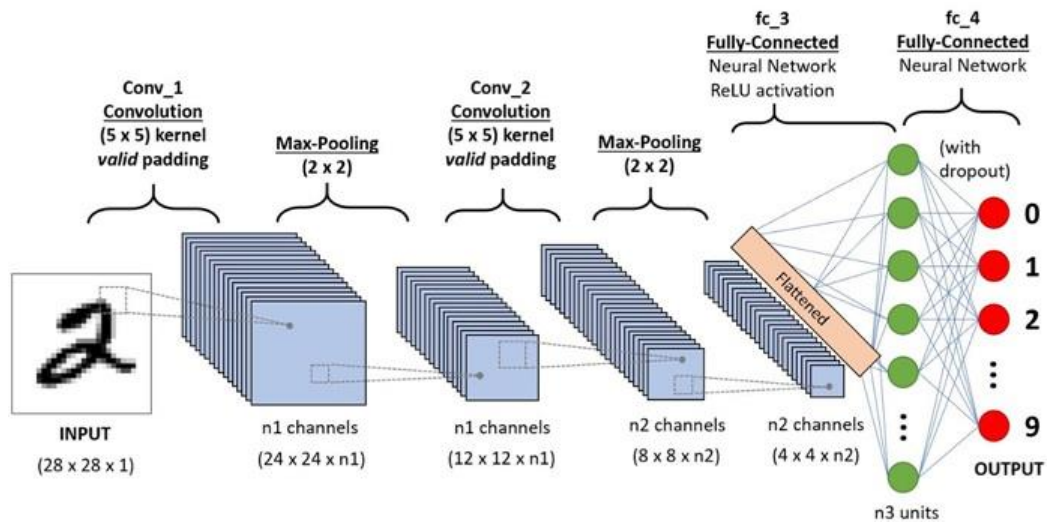 fc_3
Fully-Connected
Neural Network
ReLU activation
fc_4
Fully-Connected
Neural Network
Conv_1
Convolution
(5 x 5) kernel
valid padding
Max-Pooling
(2 x 2)
Conv_2
Convolution
(5 x 5) kernel
valid padding
Max-Pooling
(2 x 2)
(with
dropout)
Flattened
0
1
2
9
2
INPUT
(28 x 28 x 1)
n1 channels
(24 x 24 x n1)
n1 channels
(12 x 12 x n1)
n2 channels
(8 x 8 x n2)
n2 channels
(4 x 4 x n2)
OUTPUT
n3 units